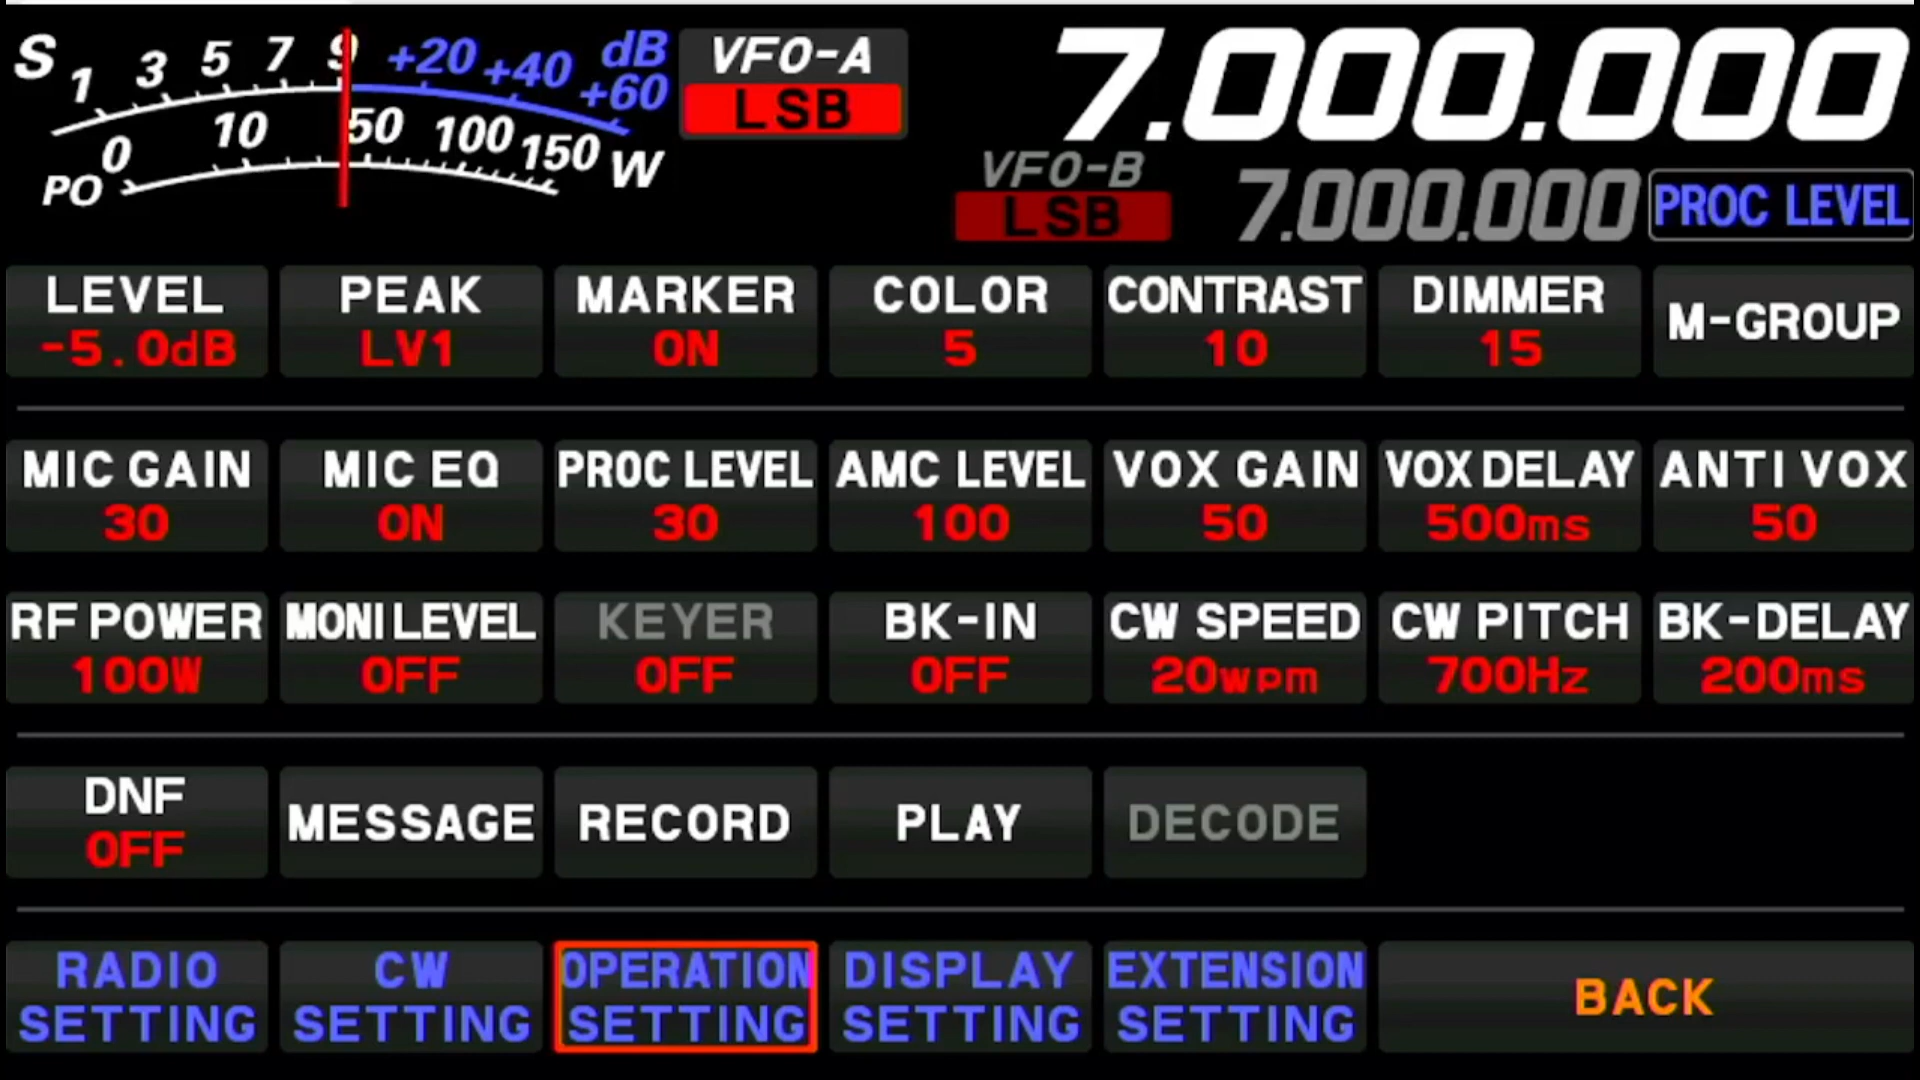 S 1 3 5 7 9 +20 +40 +60 dB
PO 0 10 50 100 150 W
VFO-A
LSB
7.000.000
VFO-B
LSB
7.000.000
PROC LEVEL
LEVEL
-5.0dB
PEAK
LV1
MARKER
ON
COLOR
5
CONTRAST
10
DIMMER
15
M-GROUP
MIC GAIN
30
MIC EQ
ON
PROC LEVEL
30
AMC LEVEL
100
VOX GAIN
50
VOX DELAY
500ms
ANTI VOX
50
RF POWER
100W
MONI LEVEL
OFF
KEYER
OFF
BK-IN
OFF
CW SPEED
20wpm
CW PITCH
700Hz
BK-DELAY
200ms
DNF
OFF
MESSAGE
RECORD
PLAY
DECODE
RADIO
SETTING
CW
SETTING
OPERATION
SETTING
DISPLAY
SETTING
EXTENSION
SETTING
BACK